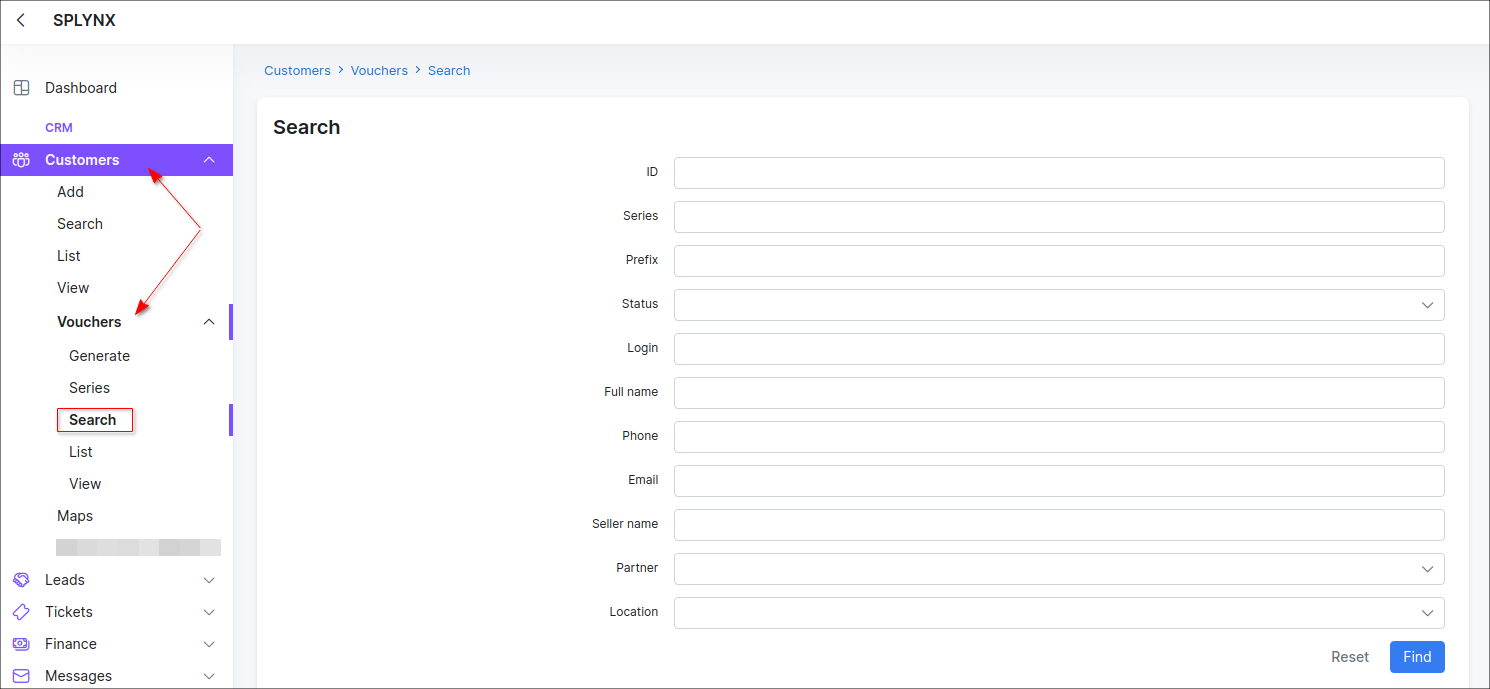 SPLYNX
Dashboard
CRM
Customers
Add
Search
List
View
Vouchers
Generate
Series
Search
List
View
Maps
Leads
Tickets
Finance
Messages
Customers > Vouchers > Search
Search
ID
Series
Prefix
Status
Login
Full name
Phone
Email
Seller name
Partner
Location
Reset Find